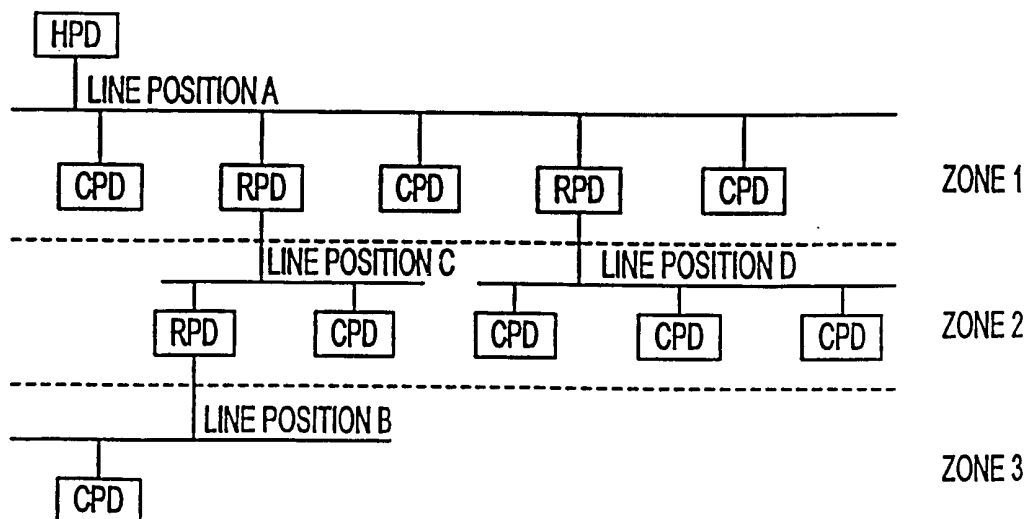 HPD
LINE POSITION A
CPD RPD CPD RPD CPD ZONE 1
LINE POSITION C LINE POSITION D
RPD CPD CPD CPD CPD ZONE 2
LINE POSITION B
ZONE 3
CPD